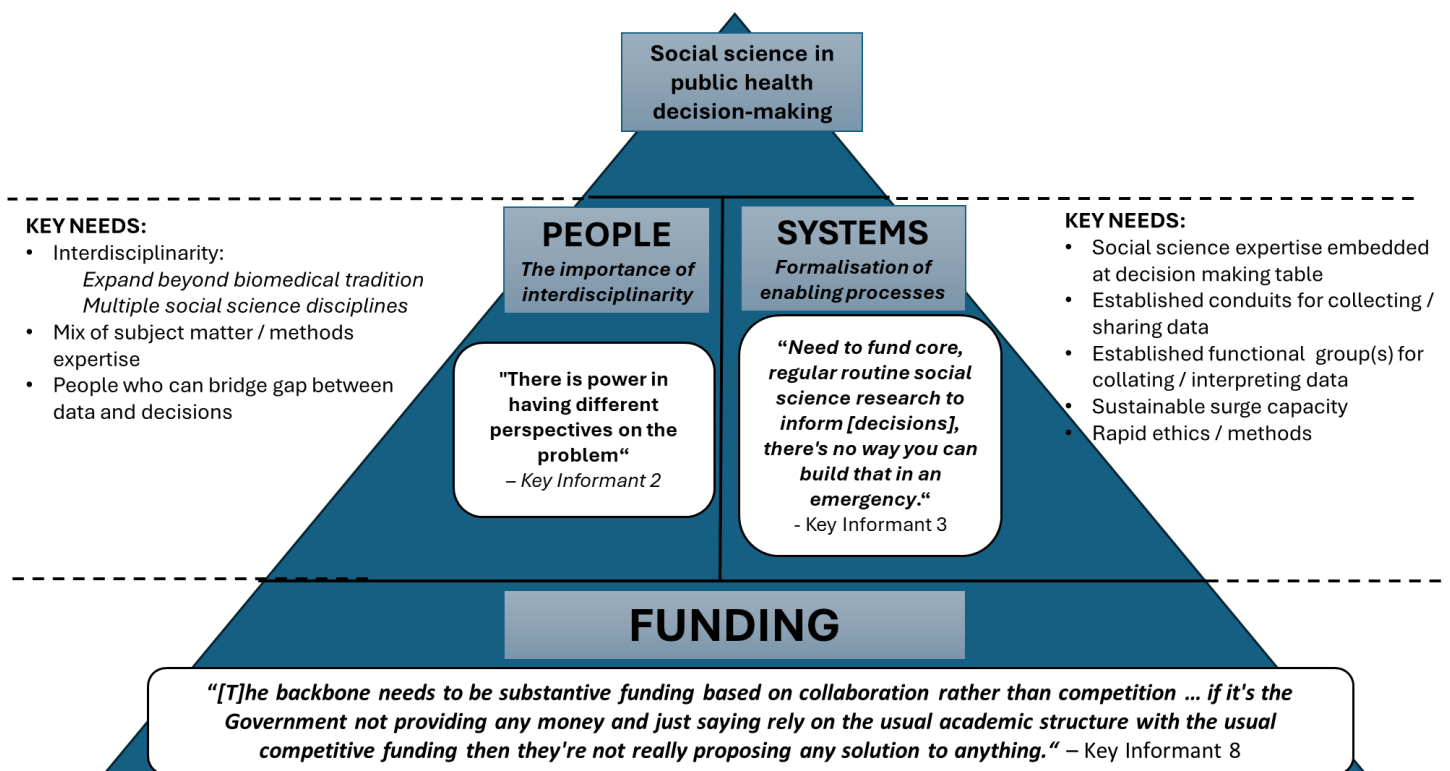 Social science in
public health
decision-making
KEY NEEDS:
• Interdisciplinarity:
Expand beyond biomedical tradition
Multiple social science disciplines
• Mix of subject matter / methods
expertise
• People who can bridge gap between
data and decisions
PEOPLE
The importance of
interdisciplinarity
"There is power in
having different
perspectives on the
problem“
– Key Informant 2
SYSTEMS
Formalisation of
enabling processes
“Need to fund core,
regular routine social
science research to
inform [decisions],
there's no way you can
build that in an
emergency.“
- Key Informant 3
KEY NEEDS:
• Social science expertise embedded
at decision making table
• Established conduits for collecting /
sharing data
• Established functional group(s) for
collating / interpreting data
• Sustainable surge capacity
• Rapid ethics / methods
FUNDING
“[T]he backbone needs to be substantive funding based on collaboration rather than competition … if it's the
Government not providing any money and just saying rely on the usual academic structure with the usual
competitive funding then they're not really proposing any solution to anything.“ – Key Informant 8